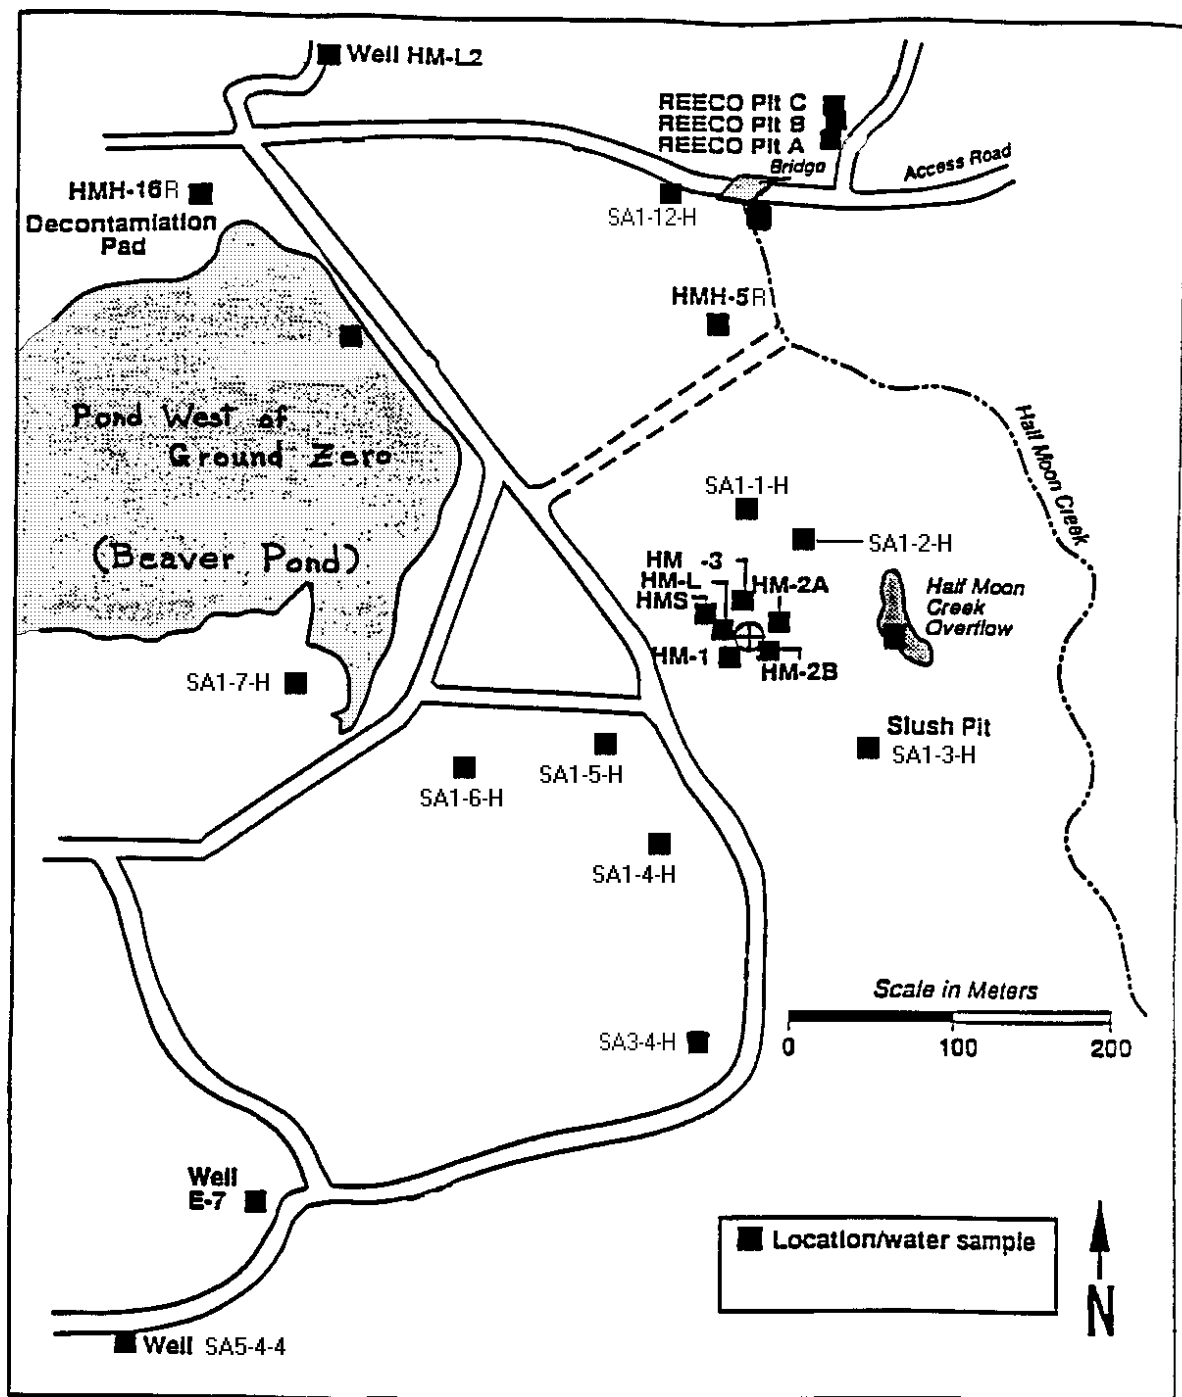 Well HM-L2
REECO Pit C
REECO Pit B
REECO Pit A
Bridge
Access Road
HMH-16R
Decontamiation
Pad
SA1-12-H
HMH-5R
Pond West of
Ground Zero
(Beaver Pond)
Half Moon Creek
SA1-1-H
SA1-2-H
HM -3
HM-L
HM-2A
HMS
HM-1
HM-2B
Half Moon
Creek
Overflow
SA1-7-H
Slush Pit
SA1-3-H
SA1-5-H
SA1-6-H
SA1-4-H
Scale in Meters
0 100 200
SA3-4-H
Well
E-7
Location/water sample
N
Well SA5-4-4